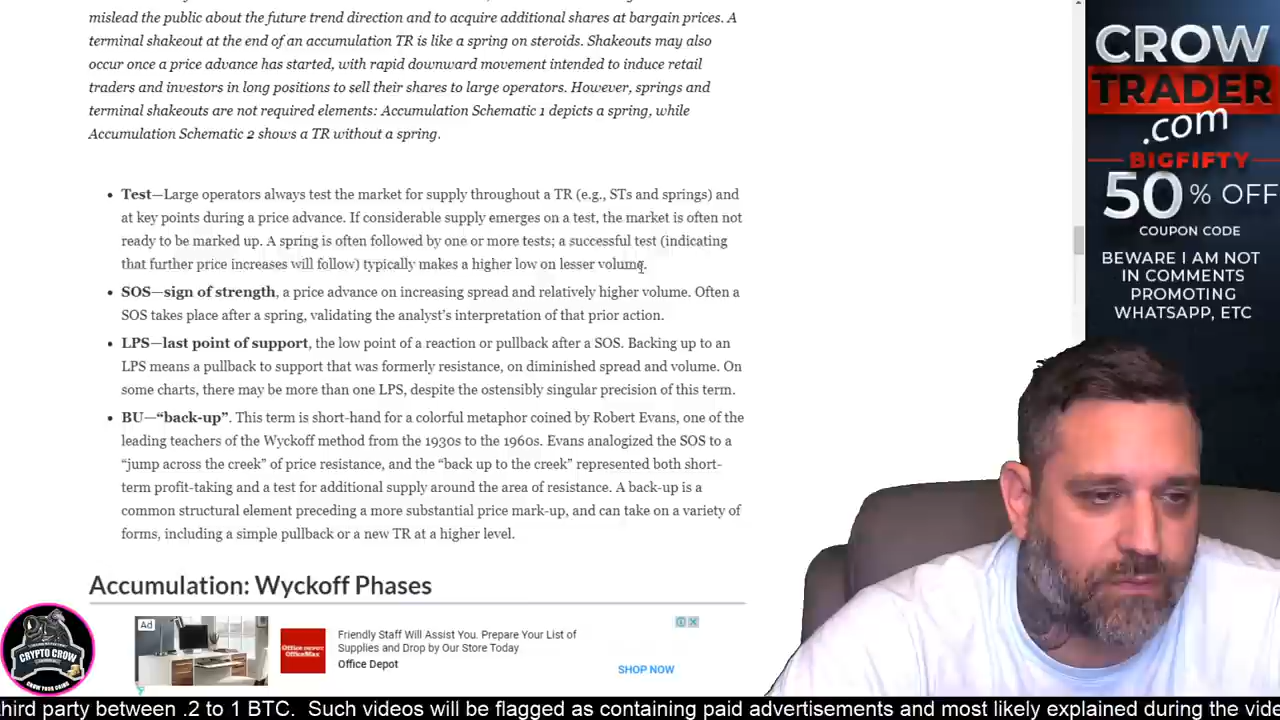 mislead the public about the future trend direction and to acquire additional shares at bargain prices. A
terminal shakeout at the end of an accumulation TR is like a spring on steroids. Shakeouts may also
occur once a price advance has started, with rapid downward movement intended to induce retail
traders and investors in long positions to sell their shares to large operators. However, springs and
terminal shakeouts are not required elements: Accumulation Schematic 1 depicts a spring, while
Accumulation Schematic 2 shows a TR without a spring.
• Test—Large operators always test the market for supply throughout a TR (e.g., STs and springs) and
at key points during a price advance. If considerable supply emerges on a test, the market is often not
ready to be marked up. A spring is often followed by one or more tests; a successful test (indicating
that further price increases will follow) typically makes a higher low on lesser volume.
• SOS—sign of strength, a price advance on increasing spread and relatively higher volume. Often a
SOS takes place after a spring, validating the analyst's interpretation of that prior action.
• LPS—last point of support, the low point of a reaction or pullback after a SOS. Backing up to an
LPS means a pullback to support that was formerly resistance, on diminished spread and volume. On
some charts, there may be more than one LPS, despite the ostensibly singular precision of this term.
• BU—“back-up”. This term is short-hand for a colorful metaphor coined by Robert Evans, one of the
leading teachers of the Wyckoff method from the 1930s to the 1960s. Evans analogized the SOS to a
“jump across the creek” of price resistance, and the “back up to the creek” represented both short-
term profit-taking and a test for additional supply around the area of resistance. A back-up is a
common structural element preceding a more substantial price mark-up, and can take on a variety of
forms, including a simple pullback or a new TR at a higher level.
Accumulation: Wyckoff Phases
Ad
Office DEPOT
OfficeMax
Friendly Staff Will Assist You. Prepare Your List of
Supplies and Drop by Our Store Today
Office Depot
SHOP NOW
CROW
TRADER
.com
BIGFIFTY
50 % OFF
COUPON CODE
BEWARE I AM NOT
IN COMMENTS
PROMOTING
WHATSAPP, ETC
CRYPTO CROW
third party between .2 to 1 BTC. Such videos will be flagged as containing paid advertisements and most likely explained during the vide